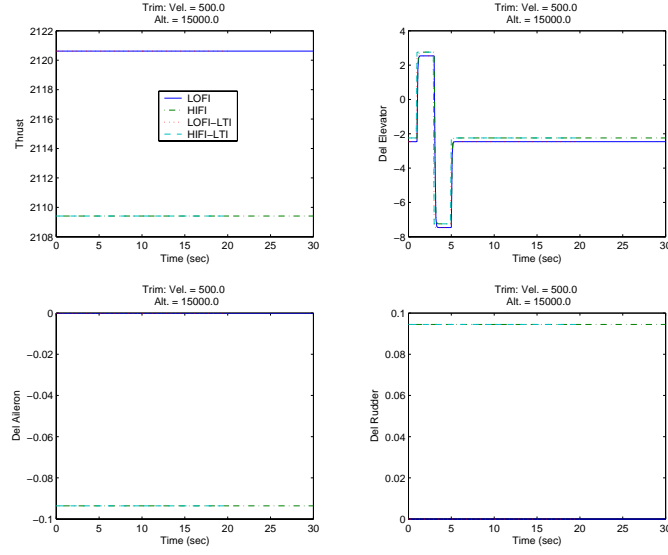 Trim: Vel. = 500.0
Alt. = 15000.0
2122
2120
2118
2116
2114
2112
2110
2108
Thrust
LOFI
HIFI
LOFI-LTI
HIFI-LTI
0 5 10 15 20 25 30
Time (sec)
Trim: Vel. = 500.0
Alt. = 15000.0
4
2
0
−2
−4
−6
−8
Del Elevator
0 5 10 15 20 25 30
Time (sec)
Trim: Vel. = 500.0
Alt. = 15000.0
0
−0.02
−0.04
−0.06
−0.08
−0.1
Del Aileron
0 5 10 15 20 25 30
Time (sec)
Trim: Vel. = 500.0
Alt. = 15000.0
0.1
0.08
0.06
0.04
0.02
0
Del Rudder
0 5 10 15 20 25 30
Time (sec)